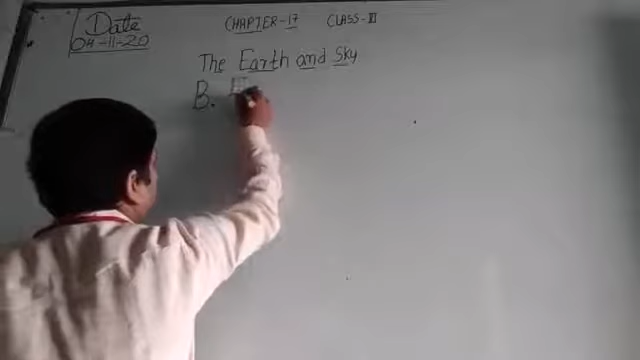 Date CHAPTER-17 CLASS-III
04-11-20
The Earth and Sky
B.